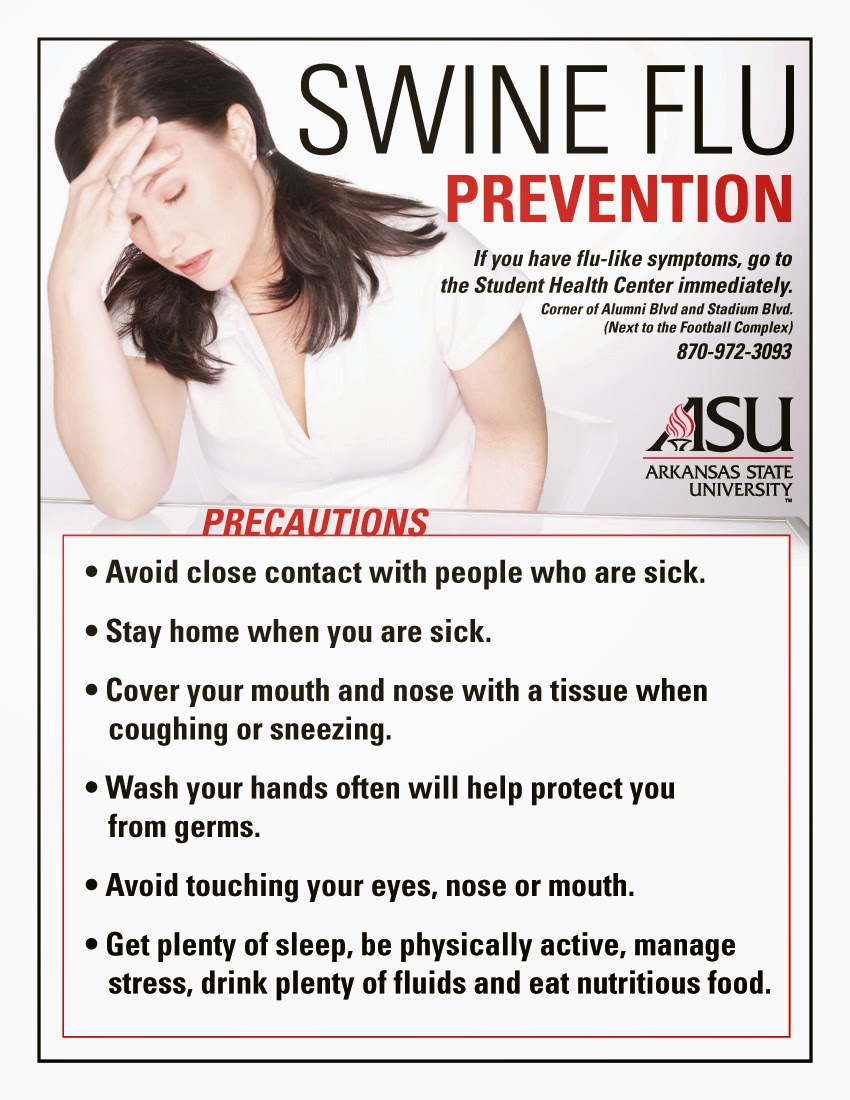 SWINE FLU
PREVENTION
If you have flu-like symptoms, go to
the Student Health Center immediately.
Corner of Alumni Blvd and Stadium Blvd.
(Next to the Football Complex)
870-972-3093
ASU
ARKANSAS STATE
UNIVERSITY
™
PRECAUTIONS
• Avoid close contact with people who are sick.
• Stay home when you are sick.
• Cover your mouth and nose with a tissue when
coughing or sneezing.
• Wash your hands often will help protect you
from germs.
• Avoid touching your eyes, nose or mouth.
• Get plenty of sleep, be physically active, manage
stress, drink plenty of fluids and eat nutritious food.